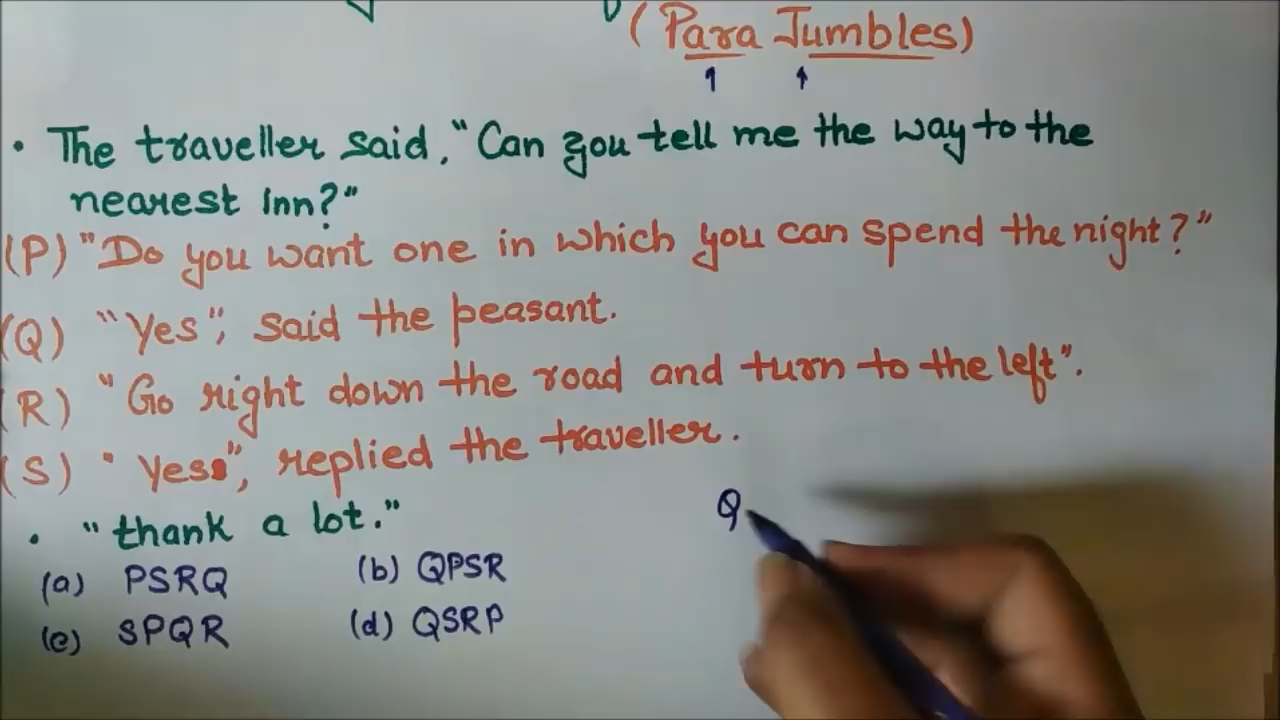 (Para Jumbles)
• The traveller said, "Can you tell me the way to the
nearest Inn?"
(P) "Do you want one in which you can spend the night?"
(Q) "Yes", said the peasant.
(R) "Go right down the road and turn to the left".
(S) "Yes", replied the traveller.
• "thank a lot."
(a) PSRQ (b) QPSR
(c) SPQR (d) QSRP
Q